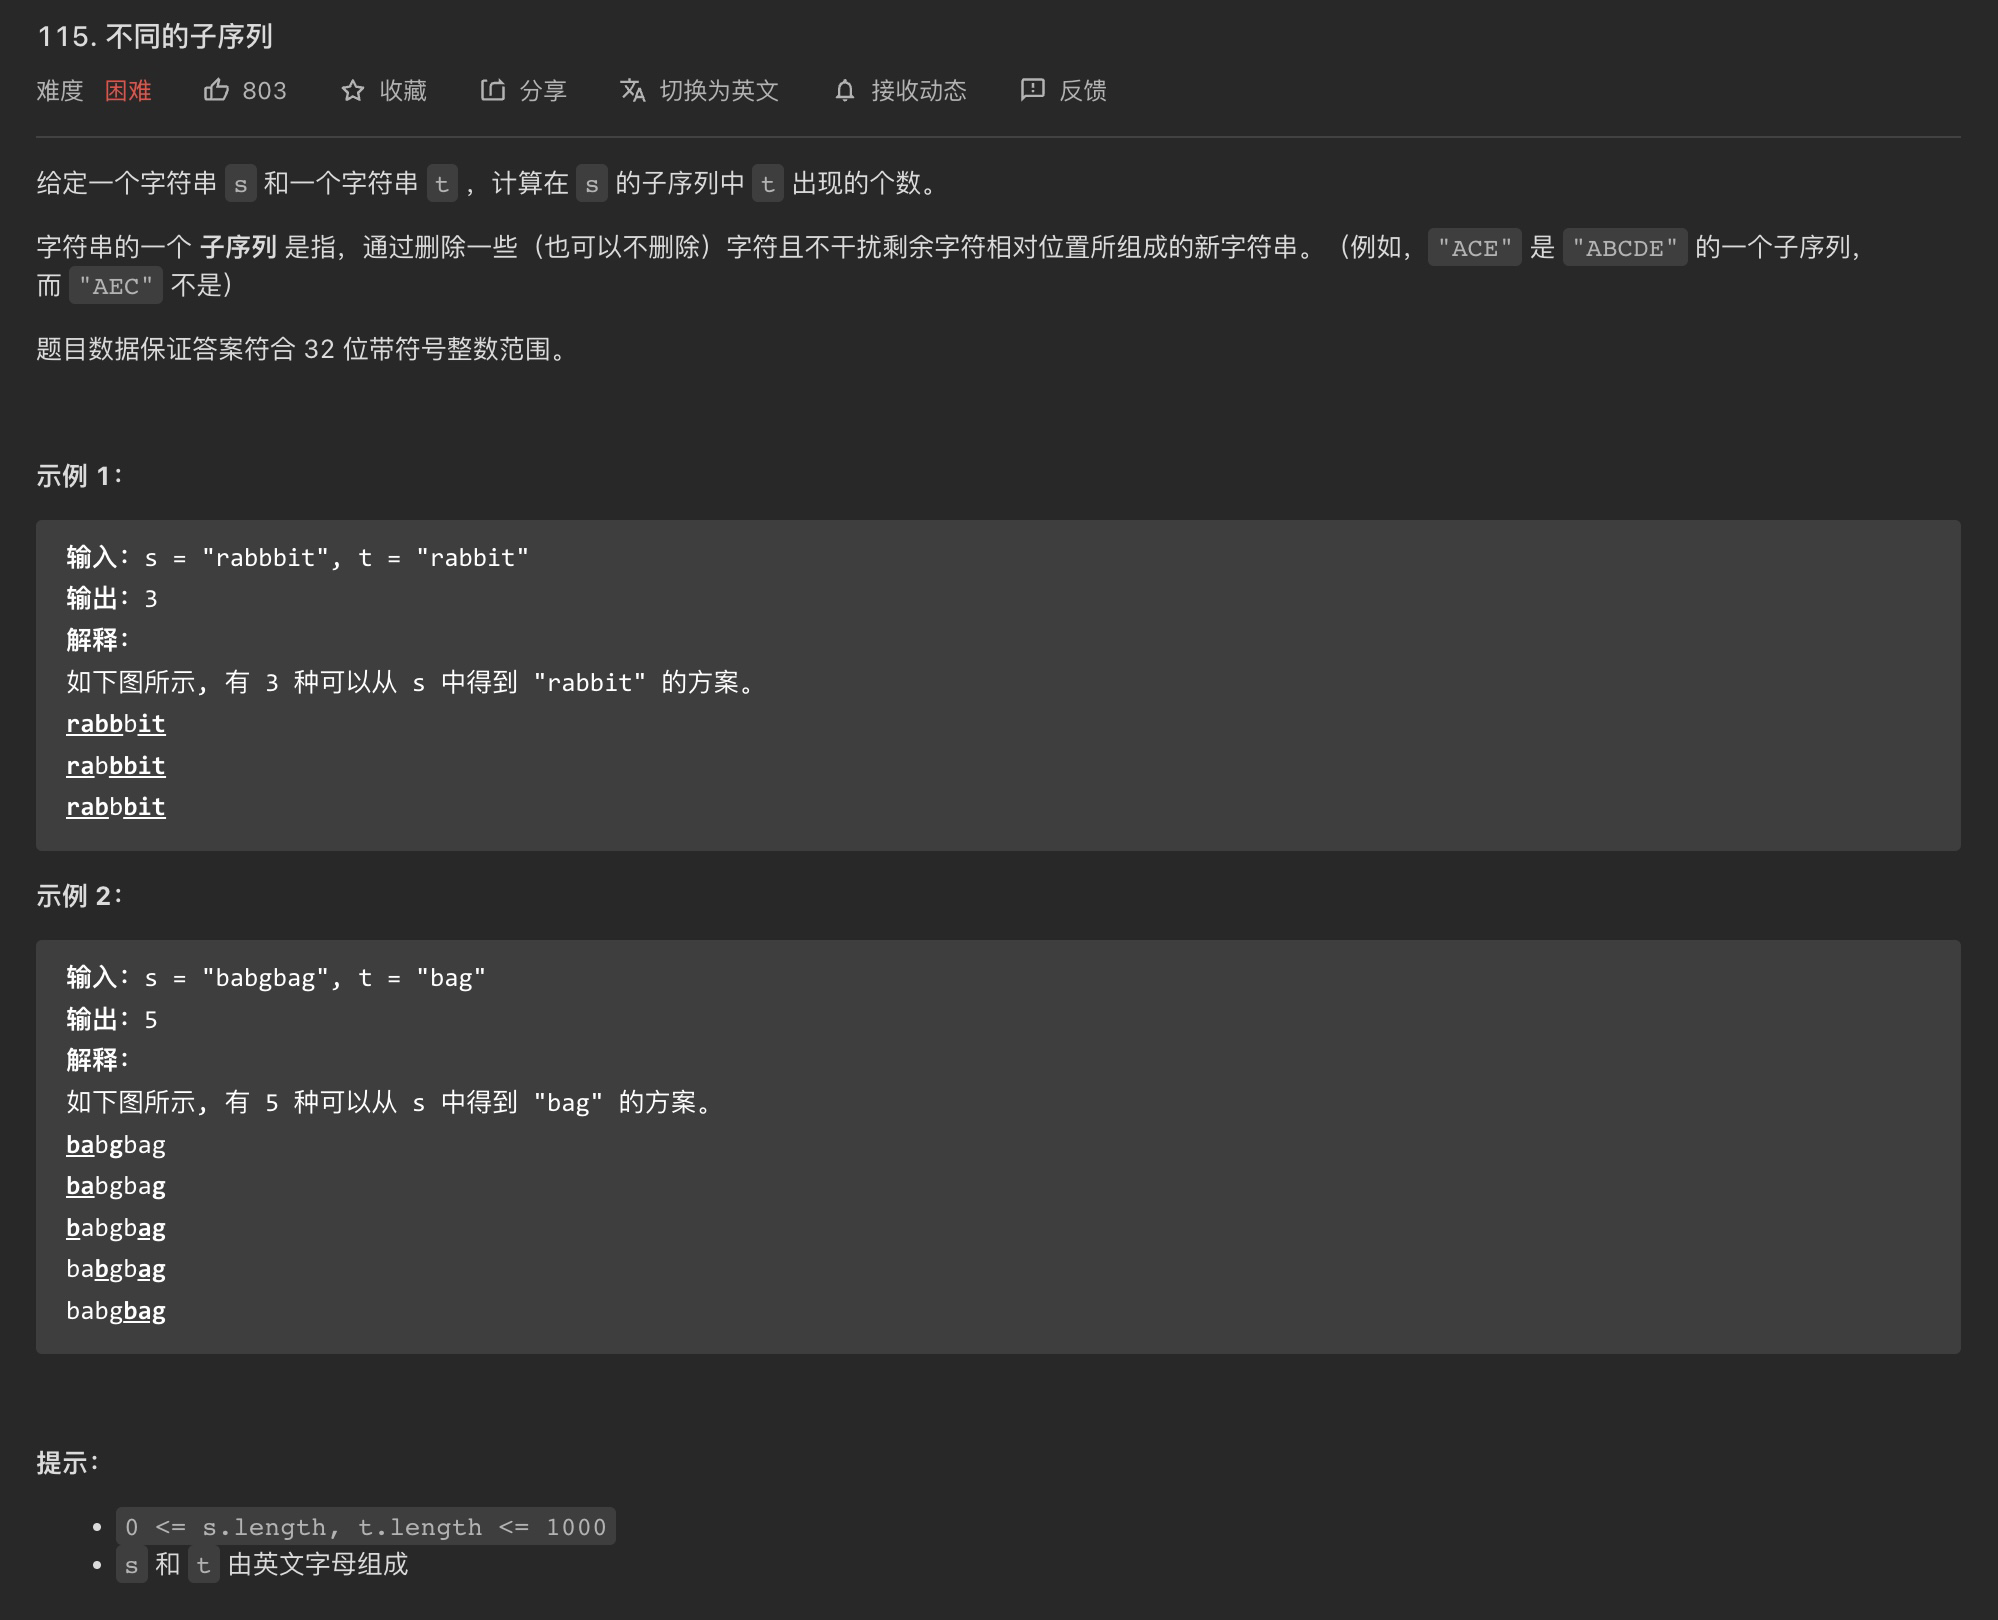 115. 不同的子序列
难度 困难 803 收藏 分享 切换为英文 接收动态 反馈
给定一个字符串 s 和一个字符串 t ，计算在 s 的子序列中 t 出现的个数。
字符串的一个 子序列 是指，通过删除一些（也可以不删除）字符且不干扰剩余字符相对位置所组成的新字符串。（例如，"ACE" 是 "ABCDE" 的一个子序列，
而 "AEC" 不是）
题目数据保证答案符合 32 位带符号整数范围。
示例 1：
输入：s = "rabbbit", t = "rabbit"
输出：3
解释：
如下图所示, 有 3 种可以从 s 中得到 "rabbit" 的方案。
rabbbit
rabbbit
rabbbit
示例 2：
输入：s = "babgbag", t = "bag"
输出：5
解释：
如下图所示, 有 5 种可以从 s 中得到 "bag" 的方案。
babgbag
babgbag
babgbag
babgbag
babgbag
提示：
• 0 <= s.length, t.length <= 1000
• s 和 t 由英文字母组成